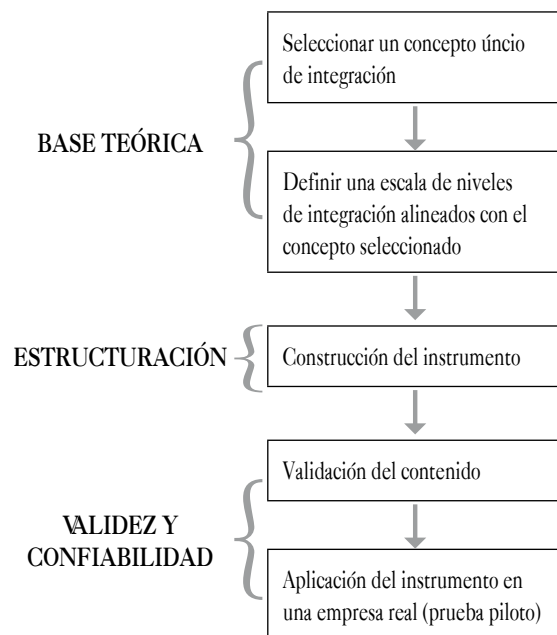 Seleccionar un concepto úncio
de integración
BASE TEÓRICA
Definir una escala de niveles
de integración alineados con el
concepto seleccionado
ESTRUCTURACIÓN
Construcción del instrumento
Validación del contenido
VALIDEZ Y
CONFIABILIDAD
Aplicación del instrumento en
una empresa real (prueba piloto)